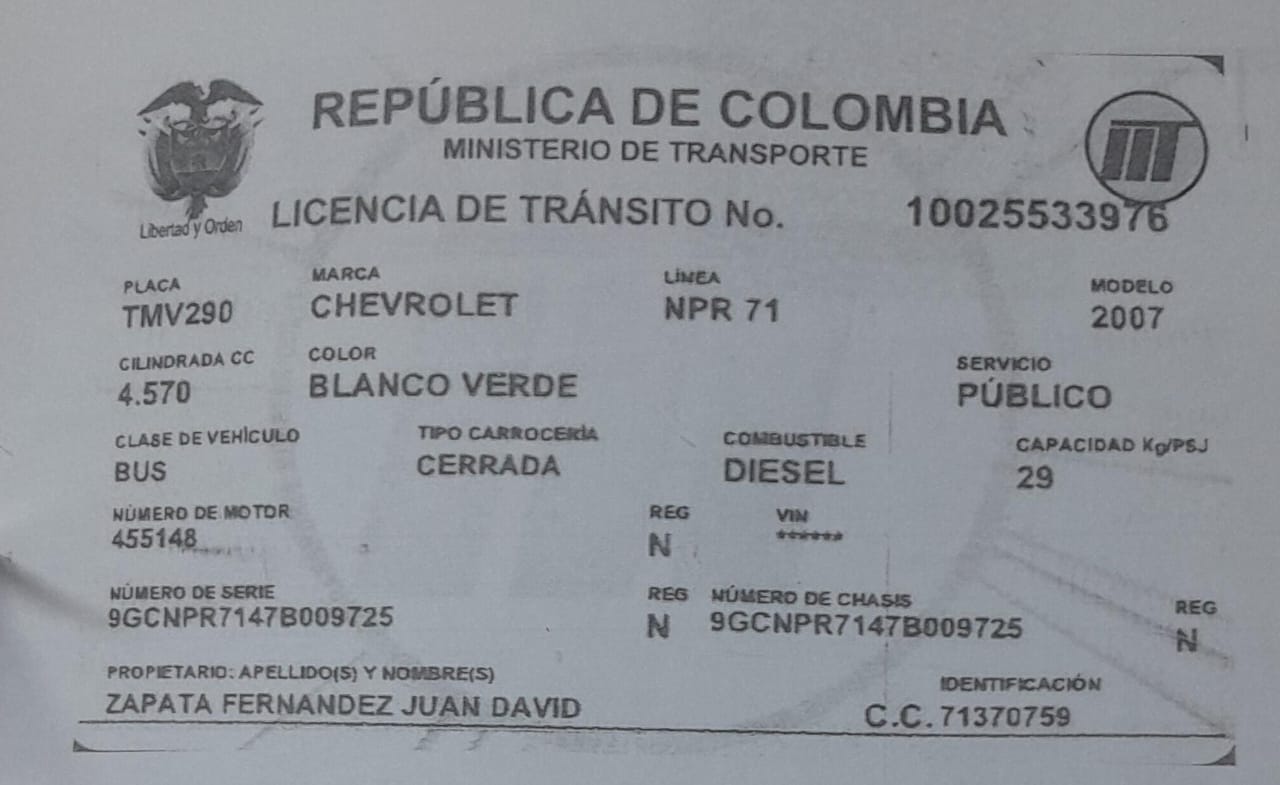 REPÚBLICA DE COLOMBIA
MINISTERIO DE TRANSPORTE
Libertad y Orden
LICENCIA DE TRÁNSITO No. 10025533976
PLACA MARCA LÍNEA MODELO
TMV290 CHEVROLET NPR 71 2007
CILINDRADA CC COLOR SERVICIO
4.570 BLANCO VERDE PÚBLICO
CLASE DE VEHÍCULO TIPO CARROCERÍA COMBUSTIBLE CAPACIDAD Kg/PSJ
BUS CERRADA DIESEL 29
NÚMERO DE MOTOR REG VIN
455148 N ******
NÚMERO DE SERIE REG NÚMERO DE CHASIS REG
9GCNPR7147B009725 N 9GCNPR7147B009725 N
PROPIETARIO: APELLIDO(S) Y NOMBRE(S) IDENTIFICACIÓN
ZAPATA FERNANDEZ JUAN DAVID C.C. 71370759